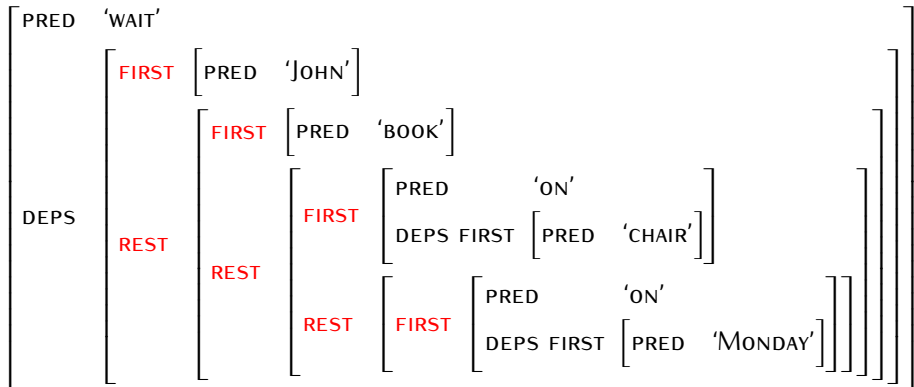 PRED ‘WAIT’
FIRST PRED ‘JOHN’
FIRST PRED ‘BOOK’
PRED ‘ON’
FIRST
DEPS FIRST PRED ‘CHAIR’
DEPS
REST
REST
PRED ‘ON’
REST FIRST
DEPS FIRST PRED ‘MONDAY’